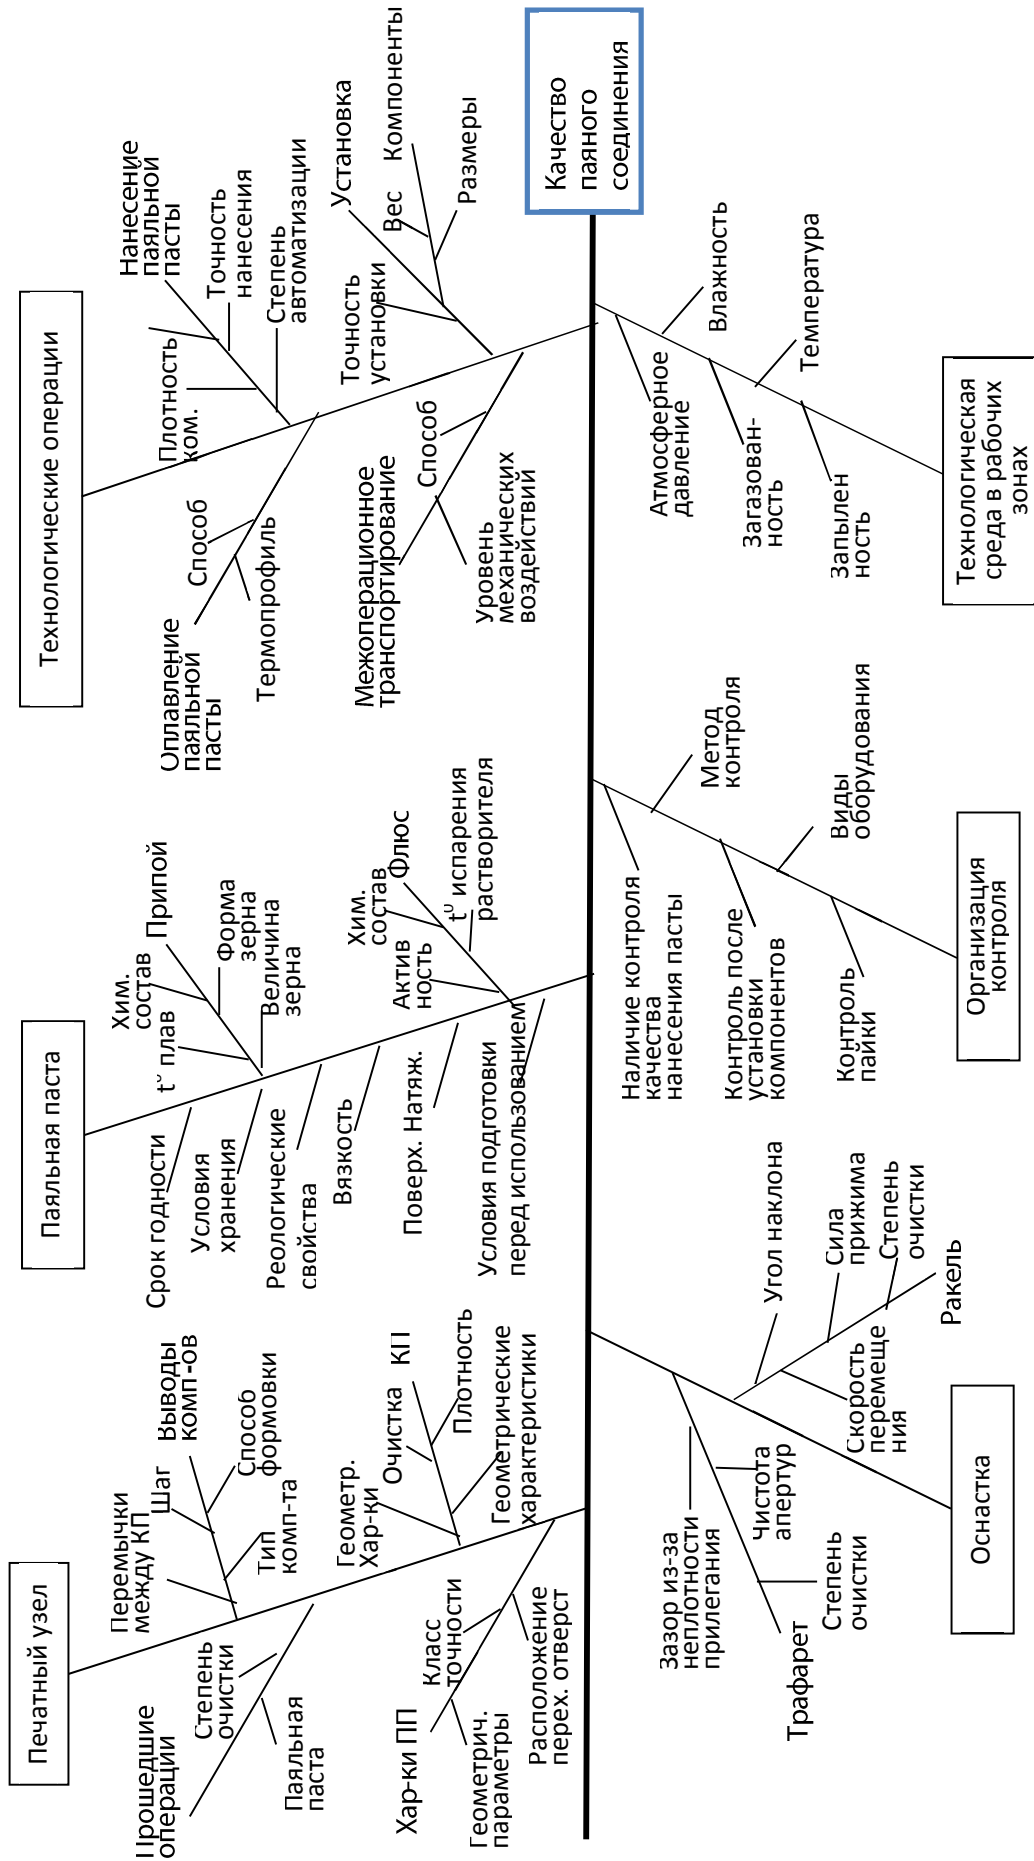 Печатный узел
Перемычки
между КП
Шаг
Выводы
комп-ов
Способ
формовки
Тип
комп-та
Прошедшие
операции
Степень
очистки
Паяльная
паста
Геометр.
Хар-ки
Очистка
КП
Плотность
Геометрические
характеристики
Хар-ки ПП
Класс
точности
Геометрич.
параметры
Расположение
перех. отверст
Паяльная паста
Хим.
состав
Припой
t⁰ плав
Форма
зерна
Величина
зерна
Срок годности
Условия
хранения
Реологические
свойства
Вязкость
Поверх. Натяж.
Условия подготовки
перед использованием
Хим.
состав
Флюс
Актив
ность
t⁰ испарения
растворителя
Технологические операции
Нанесение
паяльной
пасты
Точность
нанесения
Степень
автоматизации
Плотность
ком.
Оплавление
паяльной
пасты
Способ
Термопрофиль
Установка
Точность
установки
Вес
Компоненты
Размеры
Межоперационное
транспортирование
Способ
Уровень
механических
воздействий
Качество
паяного
соединения
Оснастка
Зазор из-за
неплотности
прилегания
Чистота
апертур
Степень
очистки
Трафарет
Угол наклона
Сила
прижима
Степень
очистки
Скорость
перемеще
ния
Ракель
Организация
контроля
Наличие контроля
качества
нанесения пасты
Метод
контроля
Контроль после
установки
компонентов
Виды
оборудования
Контроль
пайки
Технологическая
среда в рабочих
зонах
Атмосферное
давление
Влажность
Загазован-
ность
Температура
Запылен
ность